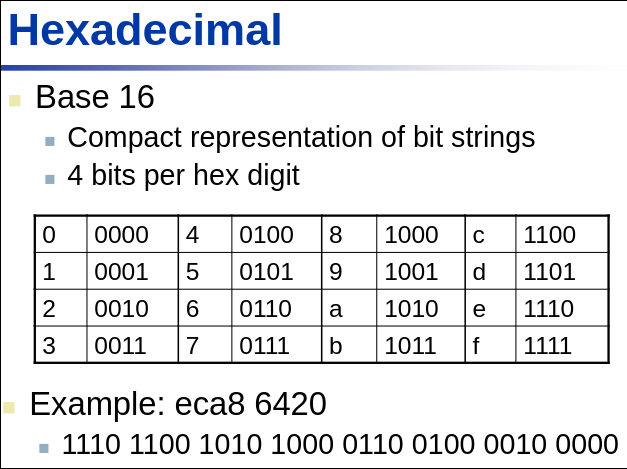 Hexadecimal
Base 16
Compact representation of bit strings
4 bits per hex digit
0 0000 4 0100 8 1000 c 1100
1 0001 5 0101 9 1001 d 1101
2 0010 6 0110 a 1010 e 1110
3 0011 7 0111 b 1011 f 1111
Example: eca8 6420
1110 1100 1010 1000 0110 0100 0010 0000